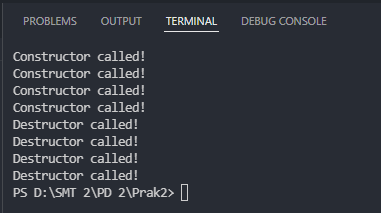 PROBLEMS OUTPUT TERMINAL DEBUG CONSOLE
Constructor called!
Constructor called!
Constructor called!
Constructor called!
Destructor called!
Destructor called!
Destructor called!
Destructor called!
PS D:\SMT 2\PD 2\Prak2>